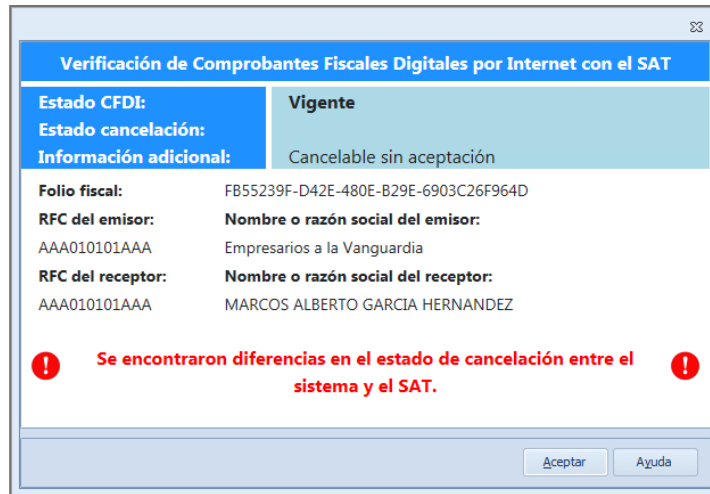 Verificación de Comprobantes Fiscales Digitales por Internet con el SAT
Estado CFDI: Vigente
Estado cancelación:
Información adicional: Cancelable sin aceptación
Folio fiscal: FB55239F-D42E-480E-B29E-6903C26F964D
RFC del emisor: Nombre o razón social del emisor:
AAA010101AAA Empresarios a la Vanguardia
RFC del receptor: Nombre o razón social del receptor:
AAA010101AAA MARCOS ALBERTO GARCIA HERNANDEZ
Se encontraron diferencias en el estado de cancelación entre el
sistema y el SAT.
Aceptar Ayuda